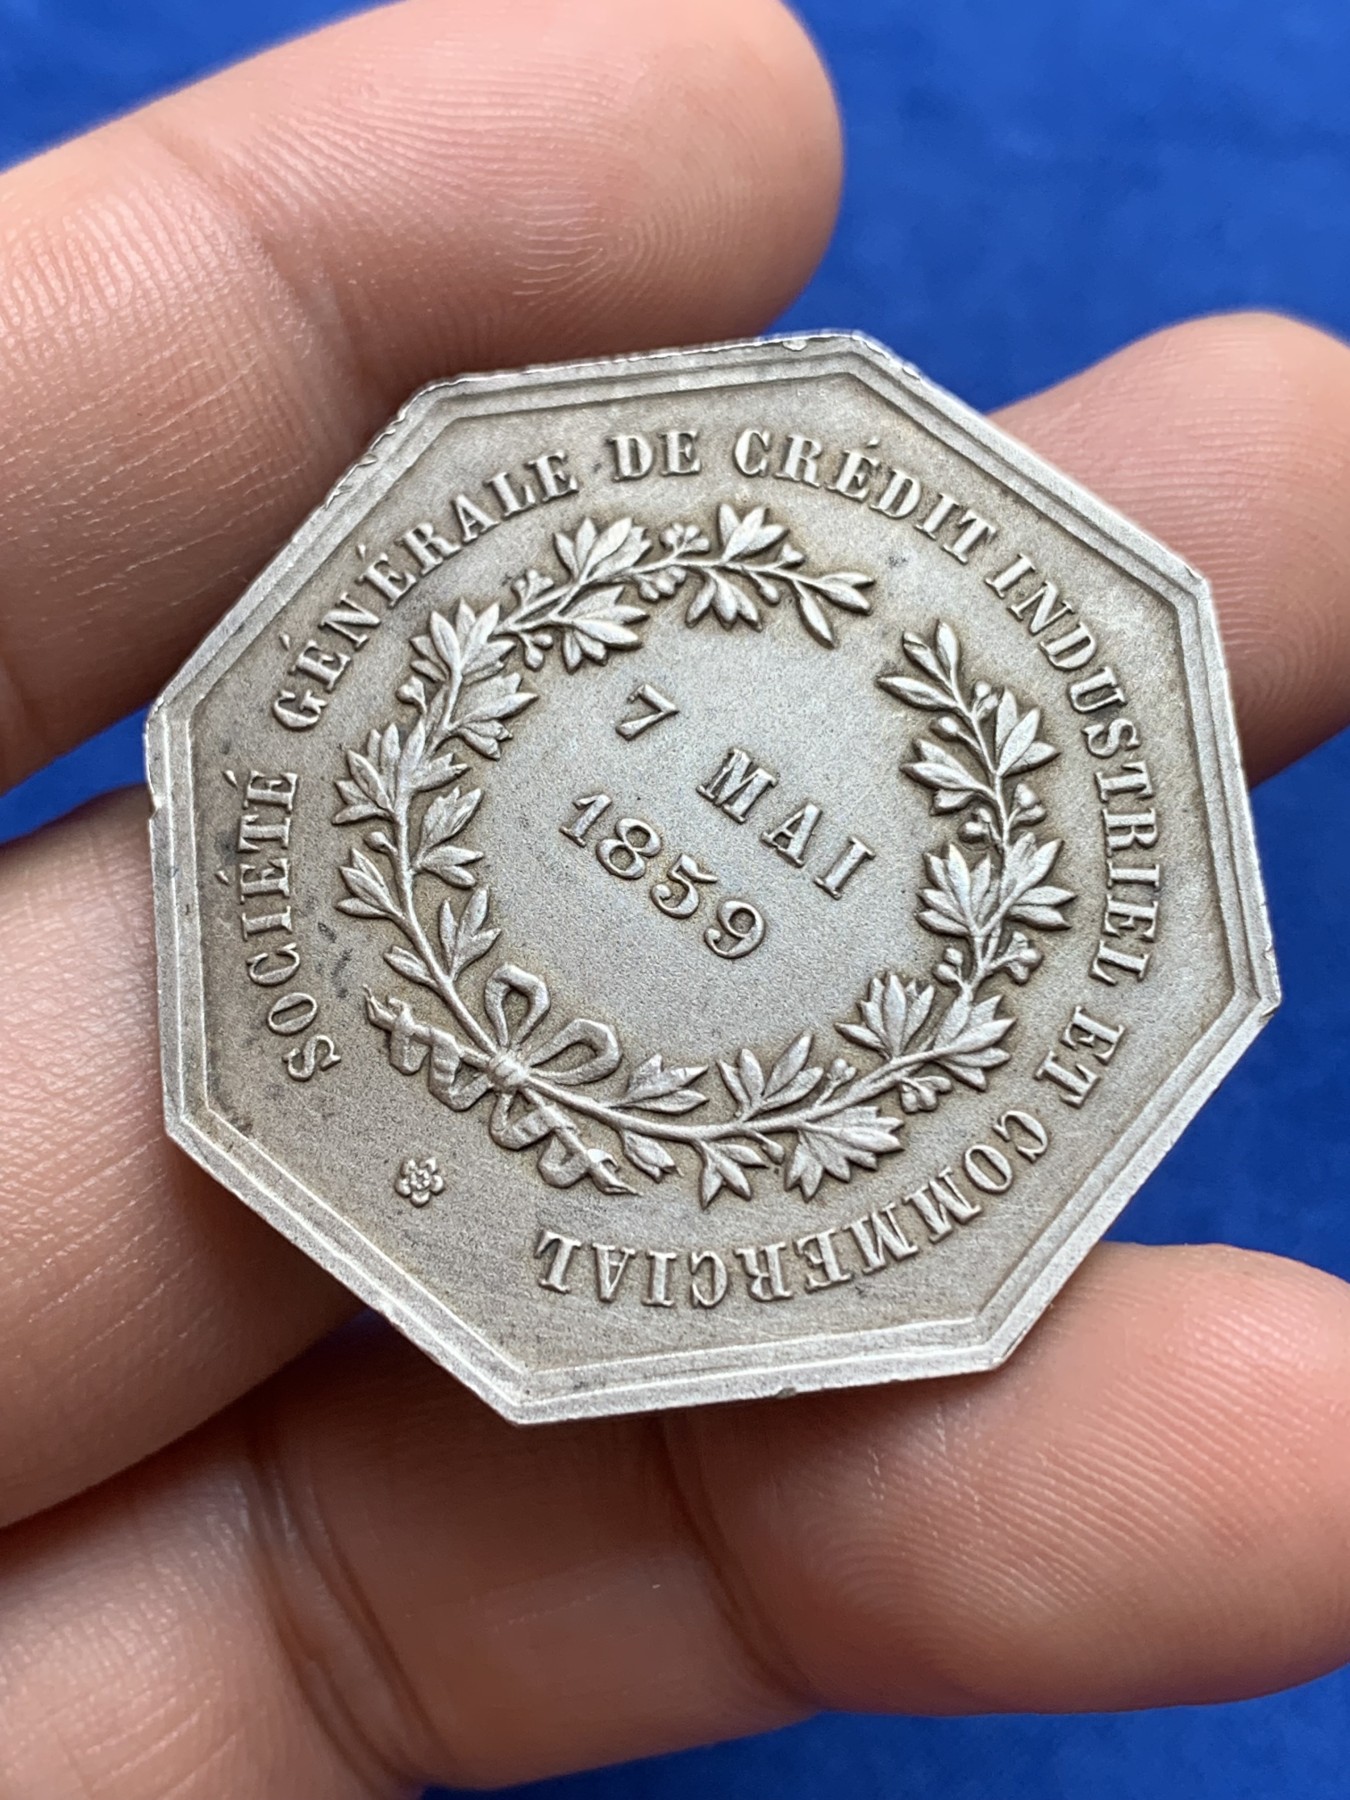 SOCIÉTÉ GÉNÉRALE DE CRÉDIT INDUSTRIEL ET COMMERCIAL
7 MAI
1859